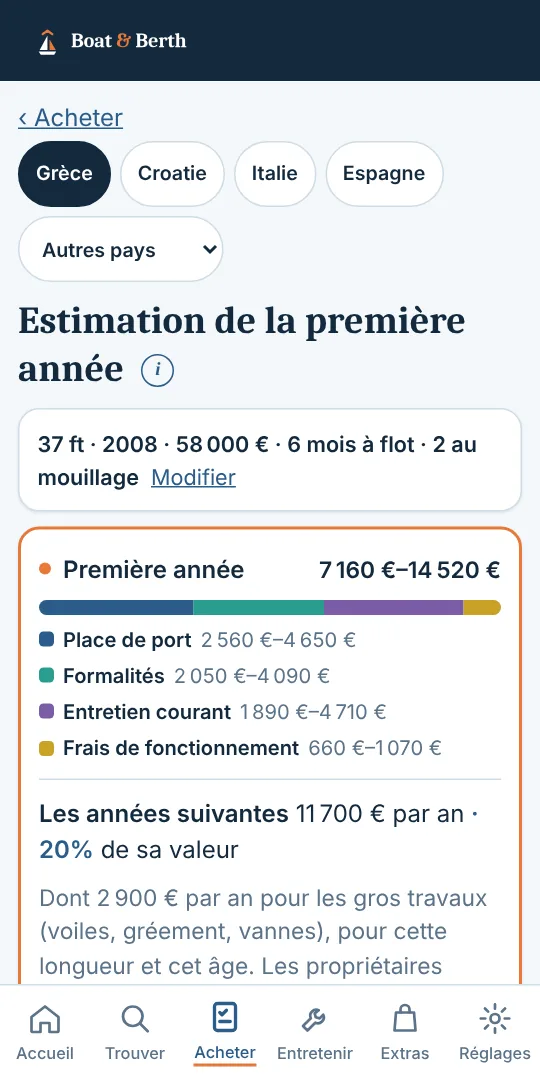 Boat & Berth
‹ Acheter
Grèce
Croatie
Italie
Espagne
Autres pays
Estimation de la première
année i
37 ft · 2008 · 58 000 € · 6 mois à flot · 2 au
mouillage Modifier
Première année 7 160 €–14 520 €
Place de port 2 560 €–4 650 €
Formalités 2 050 €–4 090 €
Entretien courant 1 890 €–4 710 €
Frais de fonctionnement 660 €–1 070 €
Les années suivantes 11 700 € par an ·
20% de sa valeur
Dont 2 900 € par an pour les gros travaux
(voiles, gréement, vannes), pour cette
longueur et cet âge. Les propriétaires
Accueil
Trouver
Acheter
Entretenir
Extras
Réglages